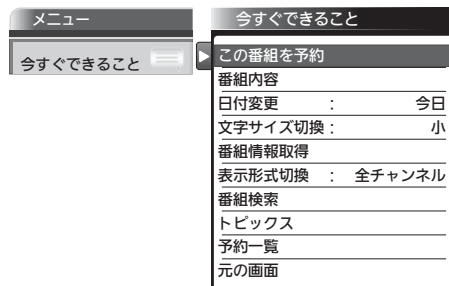 メニュー
今すぐできること
今すぐできること
この番組を予約
番組内容
日付変更 : 今日
文字サイズ切換 : 小
番組情報取得
表示形式切換 : 全チャンネル
番組検索
トピックス
予約一覧
元の画面